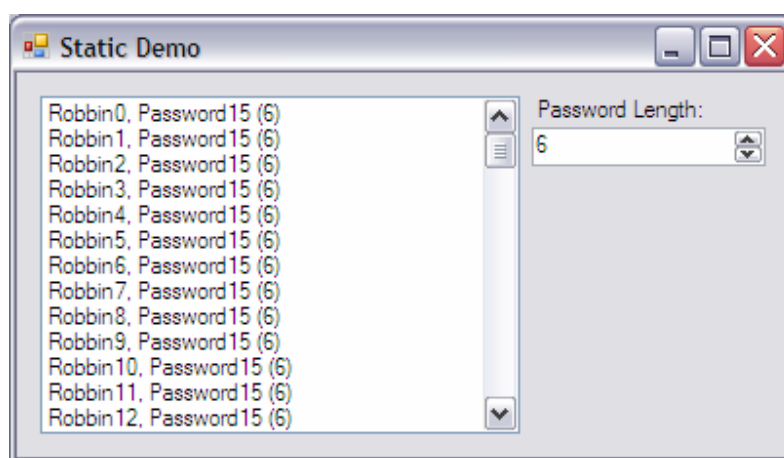 Static Demo
Robbin0, Password15 (6)
Robbin1, Password15 (6)
Robbin2, Password15 (6)
Robbin3, Password15 (6)
Robbin4, Password15 (6)
Robbin5, Password15 (6)
Robbin6, Password15 (6)
Robbin7, Password15 (6)
Robbin8, Password15 (6)
Robbin9, Password15 (6)
Robbin10, Password15 (6)
Robbin11, Password15 (6)
Robbin12, Password15 (6)
Password Length:
6